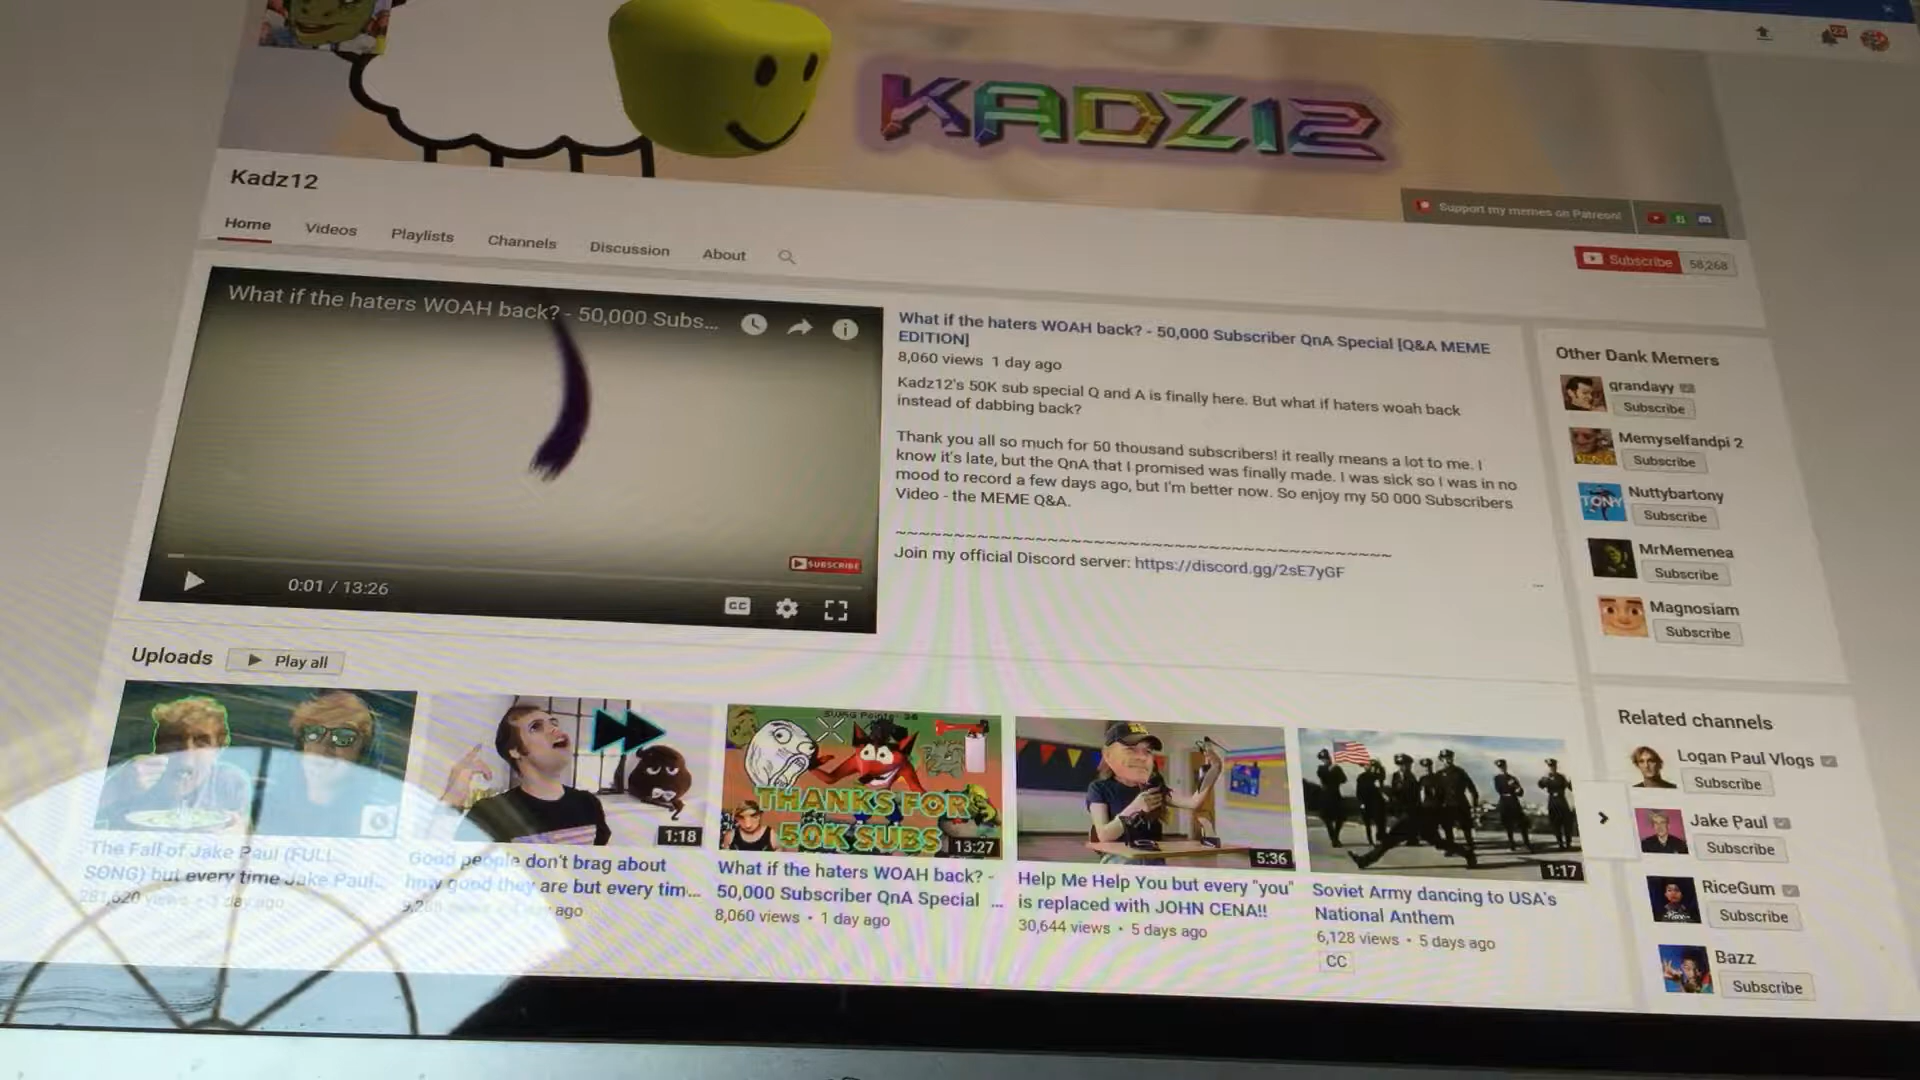 KADZ12
Kadz12
Support my memes on Patreon!
Home Videos Playlists Channels Discussion About
Subscribe 58,268
What if the haters WOAH back? - 50,000 Subs...
SUBSCRIBE
0:01 / 13:26
CC
What if the haters WOAH back? - 50,000 Subscriber QnA Special [Q&A MEME
EDITION]
8,060 views 1 day ago
Kadz12's 50K sub special Q and A is finally here. But what if haters woah back
instead of dabbing back?
Thank you all so much for 50 thousand subscribers! it really means a lot to me. I
know it's late, but the QnA that I promised was finally made. I was sick so I was in no
mood to record a few days ago, but I'm better now. So enjoy my 50 000 Subscribers
Video - the MEME Q&A.
~~~~~~~~~~~~~~~~~~~~~~~~~~~~~~~~~~~~~~~~~~~
Join my official Discord server: https://discord.gg/2sE7yGF
...
Other Dank Memers
grandayy
Subscribe
Memyselfandpi 2
Subscribe
Nuttybartony
Subscribe
TONY
MrMemenea
Subscribe
Magnosiam
Subscribe
Uploads Play all
The Fall of Jake Paul (FULL
SONG) but every time Jake Paul...
281,620 views • 1 day ago
1:18
Good people don't brag about
how good they are but every tim...
ago
THANKS FOR
50K SUBS
13:27
What if the haters WOAH back? -
50,000 Subscriber QnA Special ...
8,060 views • 1 day ago
5:36
Help Me Help You but every "you"
is replaced with JOHN CENA!!
30,644 views • 5 days ago
1:17
Soviet Army dancing to USA's
National Anthem
6,128 views • 5 days ago
CC
Related channels
Logan Paul Vlogs
Subscribe
Jake Paul
Subscribe
RiceGum
Subscribe
Bazz
Subscribe